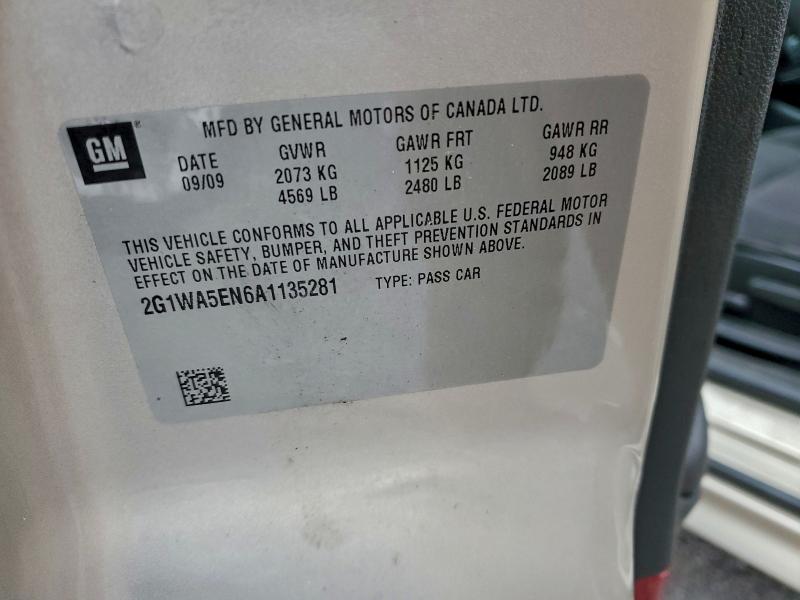 GM
MFD BY GENERAL MOTORS OF CANADA LTD.
DATE GVWR GAWR FRT GAWR RR
09/09 2073 KG 1125 KG 948 KG
4569 LB 2480 LB 2089 LB
THIS VEHICLE CONFORMS TO ALL APPLICABLE U.S. FEDERAL MOTOR
VEHICLE SAFETY, BUMPER, AND THEFT PREVENTION STANDARDS IN
EFFECT ON THE DATE OF MANUFACTURE SHOWN ABOVE.
2G1WA5EN6A1135281 TYPE: PASS CAR